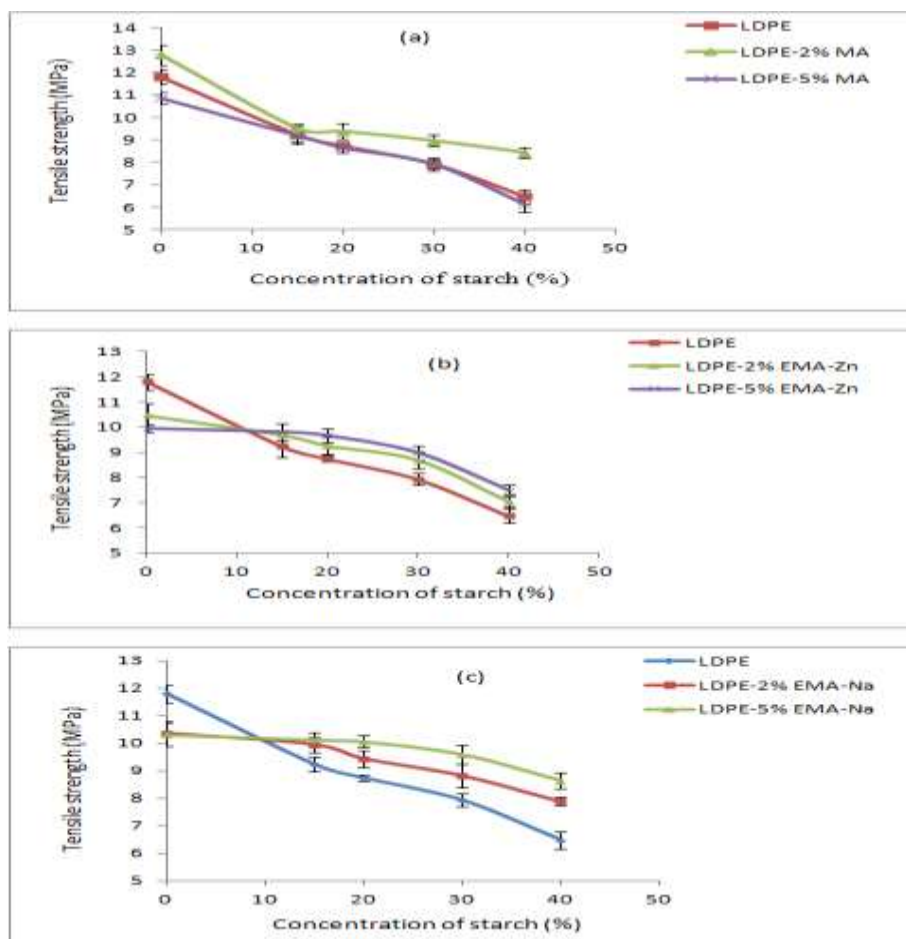 (a)
LDPE
LDPE-2% MA
LDPE-5% MA
Tensile strength (MPa)
14
13
12
11
10
9
8
7
6
5
0 10 20 30 40 50
Concentration of starch (%)
(b)
LDPE
LDPE-2% EMA-Zn
LDPE-5% EMA-Zn
Tensile strength (MPa)
13
12
11
10
9
8
7
6
5
0 10 20 30 40 50
Concentration of starch (%)
(c)
LDPE
LDPE-2% EMA-Na
LDPE-5% EMA-Na
Tensile strength (MPa)
13
12
11
10
9
8
7
6
5
0 10 20 30 40 50
Concentration of starch (%)